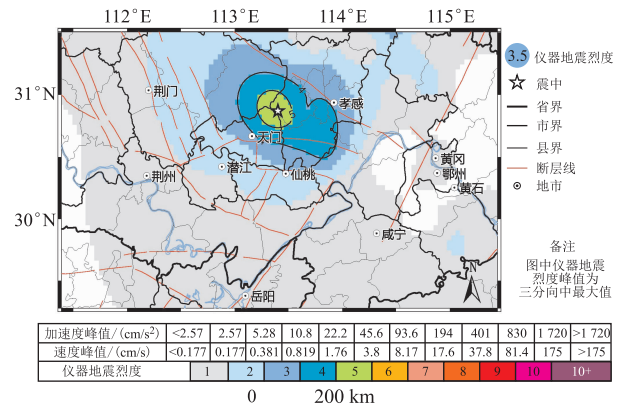 112°E 113°E 114°E 115°E
31°N
30°N
荆门
孝感
天门
潜江
仙桃
荆州
黄冈
鄂州
黄石
咸宁
岳阳
N
3.5 仪器地震烈度
震中
省界
市界
县界
断层线
地市
备注
图中仪器地震
烈度峰值为
三分向中最大值
加速度峰值/(cm/s²) <2.57 2.57 5.28 10.8 22.2 45.6 93.6 194 401 830 1 720 >1 720
速度峰值/(cm/s) <0.177 0.177 0.381 0.819 1.76 3.8 8.17 17.6 37.8 81.4 175 >175
仪器地震烈度 1 2 3 4 5 6 7 8 9 10 10+
0 200 km